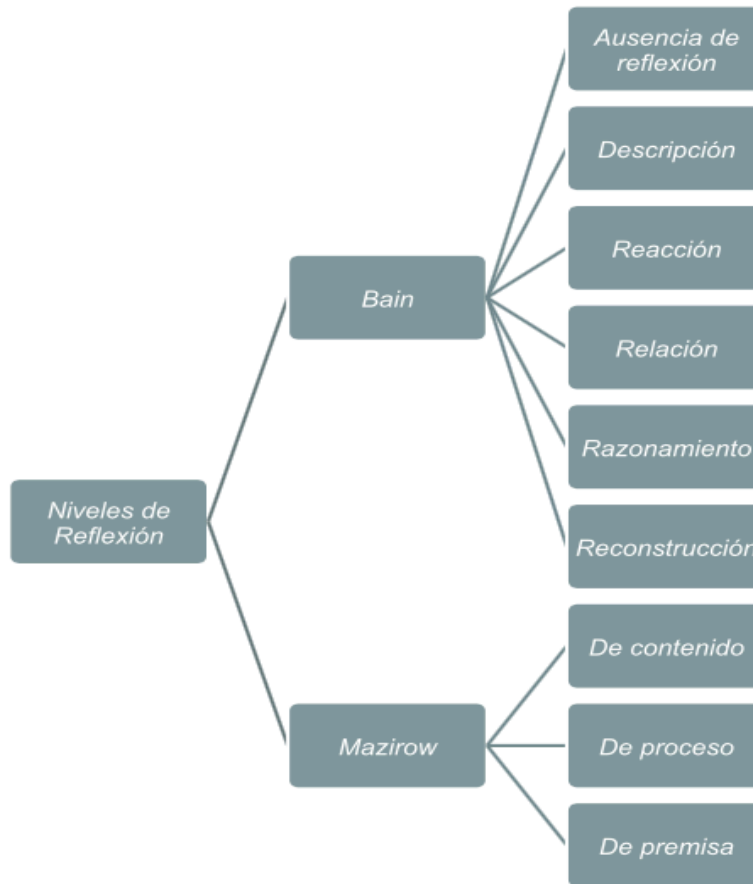 Niveles de
Reflexión
Bain
Ausencia de
reflexión
Descripción
Reacción
Relación
Razonamiento
Reconstrucción
Mazirow
De contenido
De proceso
De premisa